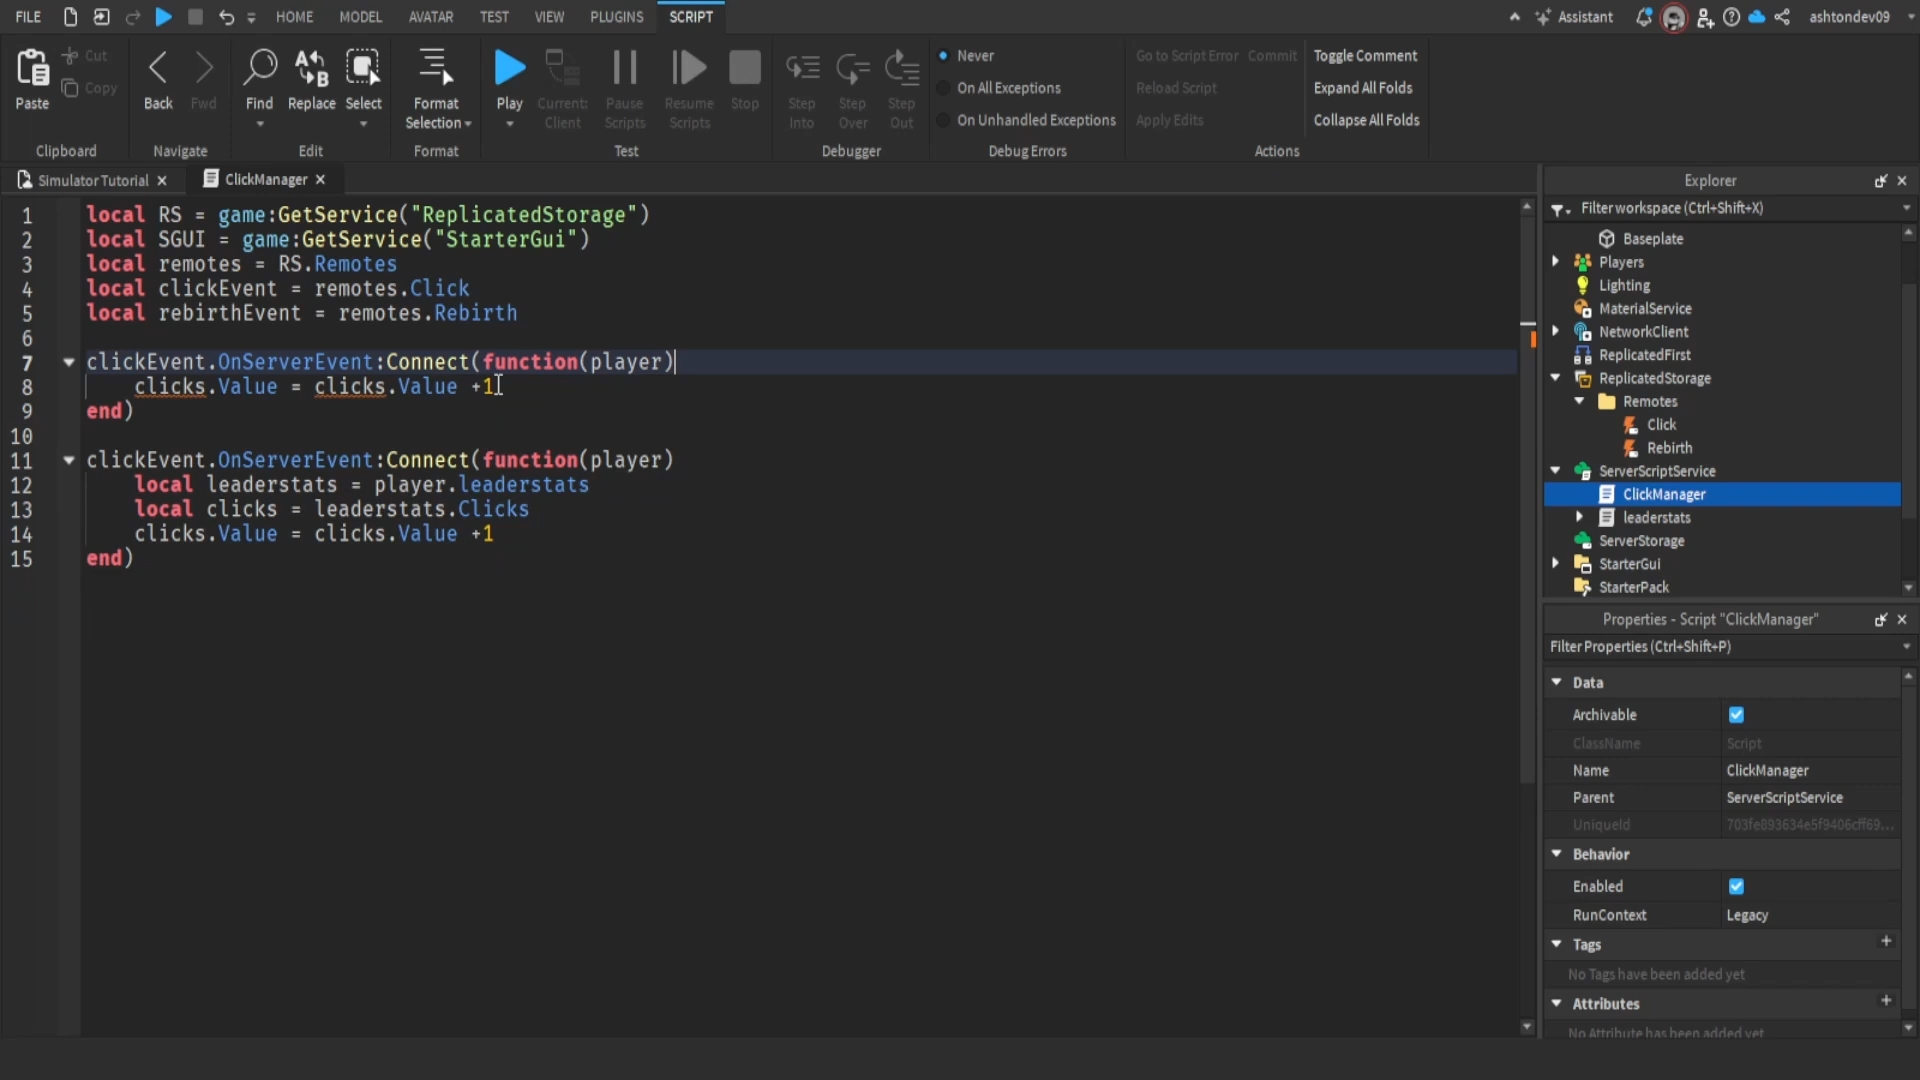 FILE HOME MODEL AVATAR TEST VIEW PLUGINS SCRIPT Assistant ashtondev09
Paste Cut Copy Back Fwd Find Replace Select Format Selection Play Current: Client Pause Scripts Resume Scripts Stop Step Into Step Over Step Out
Never
On All Exceptions
On Unhandled Exceptions
Go to Script Error Commit
Reload Script
Apply Edits
Toggle Comment
Expand All Folds
Collapse All Folds
Clipboard Navigate Edit Format Test Debugger Debug Errors Actions
Simulator Tutorial ClickManager
1 local RS = game:GetService("ReplicatedStorage")
2 local SGUI = game:GetService("StarterGui")
3 local remotes = RS.Remotes
4 local clickEvent = remotes.Click
5 local rebirthEvent = remotes.Rebirth
6
7 clickEvent.OnServerEvent:Connect(function(player)
8 clicks.Value = clicks.Value +1
9 end)
10
11 clickEvent.OnServerEvent:Connect(function(player)
12 local leaderstats = player.leaderstats
13 local clicks = leaderstats.Clicks
14 clicks.Value = clicks.Value +1
15 end)
Explorer
Filter workspace (Ctrl+Shift+X)
Baseplate
Players
Lighting
MaterialService
NetworkClient
ReplicatedFirst
ReplicatedStorage
Remotes
Click
Rebirth
ServerScriptService
ClickManager
leaderstats
ServerStorage
StarterGui
StarterPack
Properties - Script "ClickManager"
Filter Properties (Ctrl+Shift+P)
Data
Archivable
ClassName Script
Name ClickManager
Parent ServerScriptService
UniqueId 703fe893634e5f9406cff69...
Behavior
Enabled
RunContext Legacy
Tags +
No Tags have been added yet
Attributes +
No Attribute has been added yet